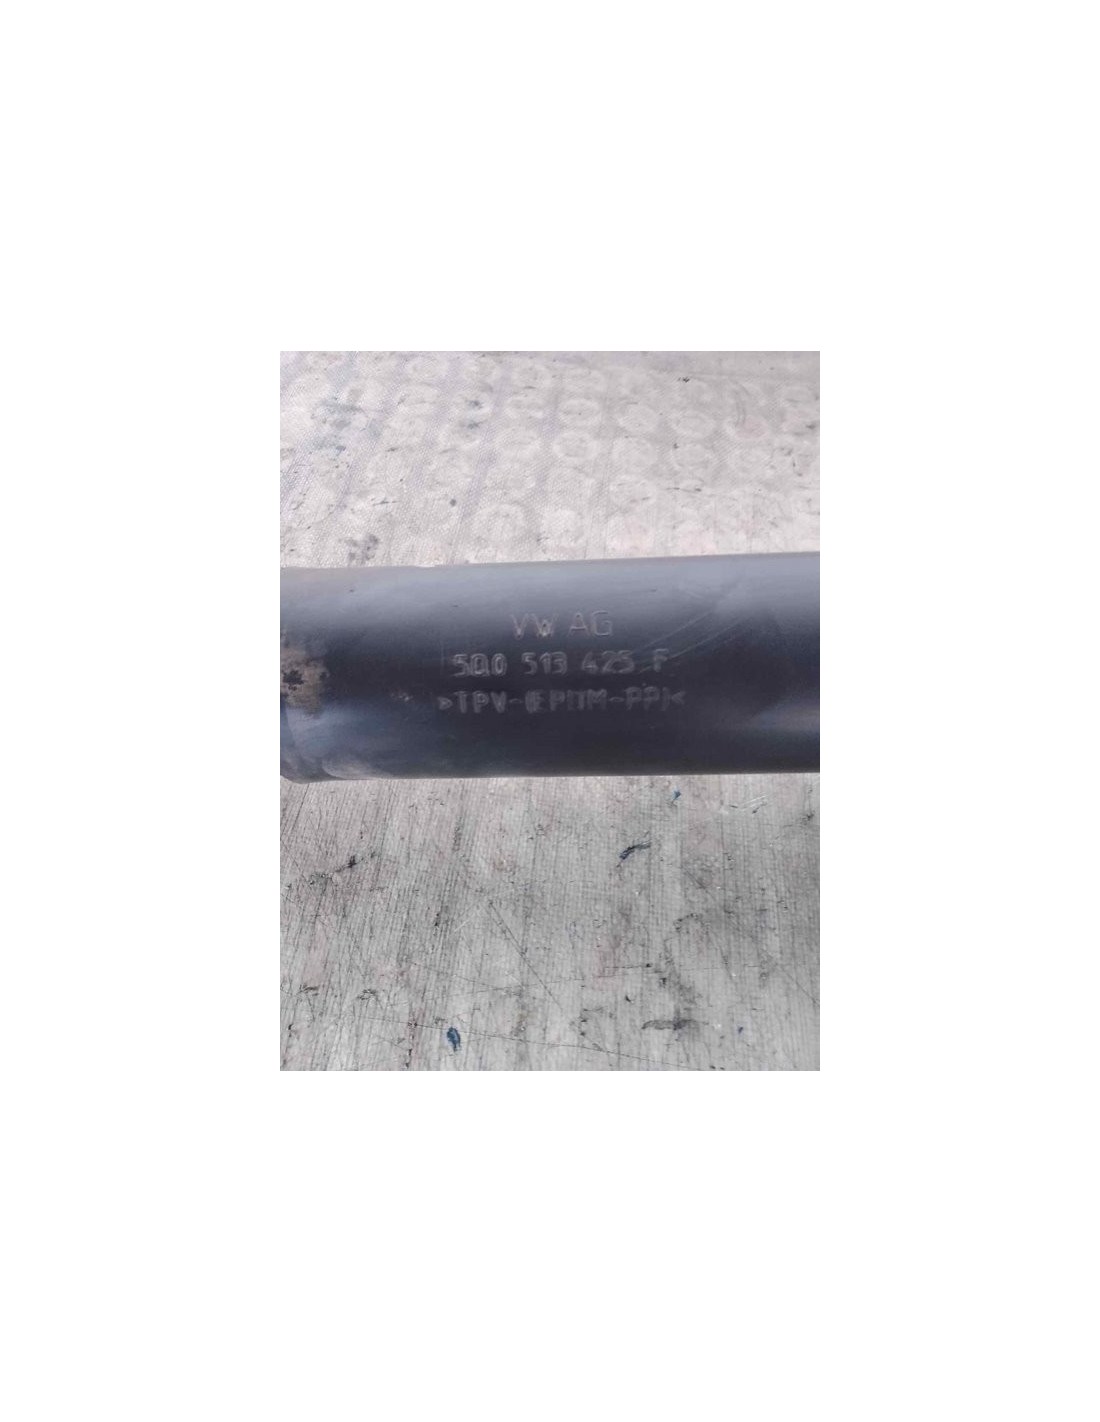 VW AG
5Q0 513 425 F
>TPV-(EPDM-PP)<